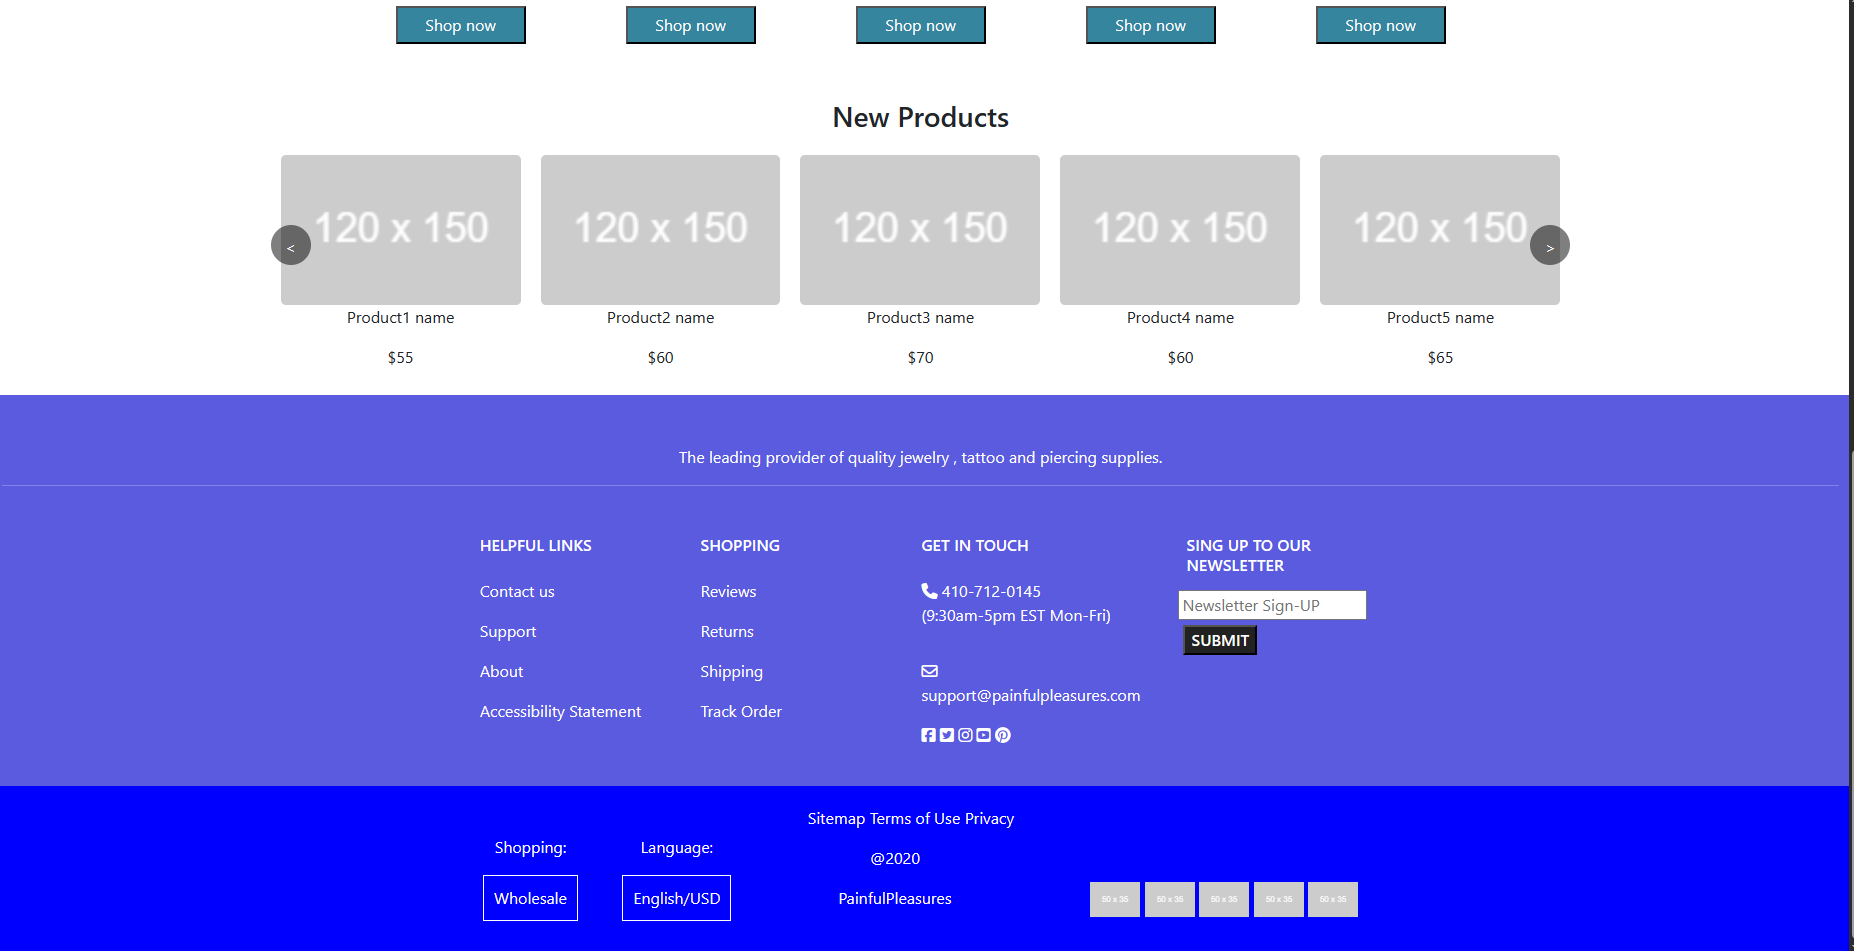 Shop now Shop now Shop now Shop now Shop now
New Products
120 x 150 120 x 150 120 x 150 120 x 150 120 x 150
< >
Product1 name Product2 name Product3 name Product4 name Product5 name
$55 $60 $70 $60 $65
The leading provider of quality jewelry , tattoo and piercing supplies.
HELPFUL LINKS
Contact us
Support
About
Accessibility Statement
SHOPPING
Reviews
Returns
Shipping
Track Order
GET IN TOUCH
410-712-0145
(9:30am-5pm EST Mon-Fri)
support@painfulpleasures.com
SING UP TO OUR
NEWSLETTER
Newsletter Sign-UP
SUBMIT
Shopping:
Wholesale
Language:
English/USD
Sitemap Terms of Use Privacy
@2020
PainfulPleasures
50 x 35 50 x 35 50 x 35 50 x 35 50 x 35